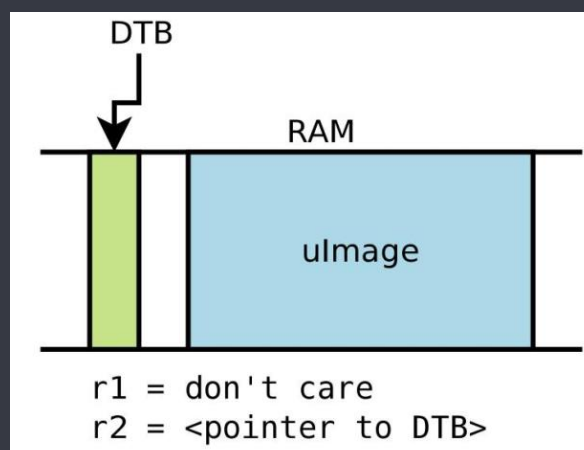 DTB
RAM
uImage
r1 = don't care
r2 = <pointer to DTB>